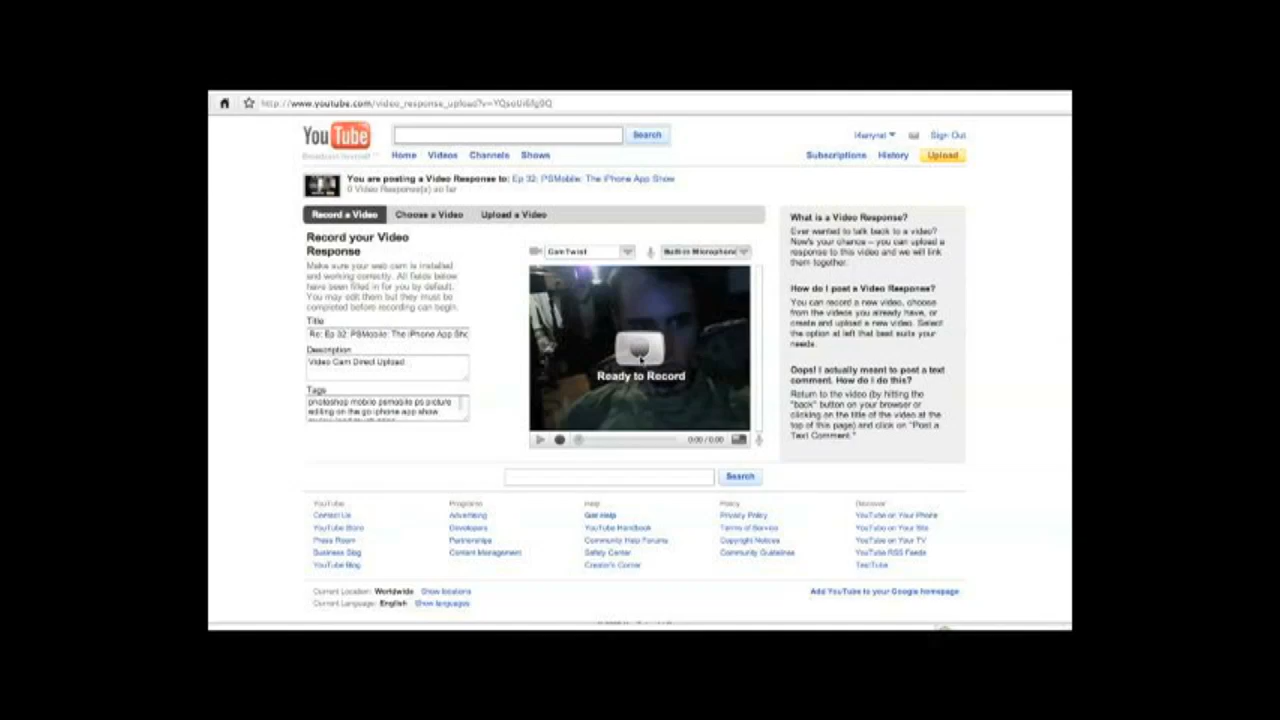 http://www.youtube.com/video_response_upload?v=
YouTube
Broadcast Yourself™
Search
Sign Out
Home Videos Channels Shows
Subscriptions History Upload
You are posting a Video Response to: Ep 32: PSMobile: The iPhone App Show
0 Video Response(s) so far
Record a Video Choose a Video Upload a Video
Record your Video
Response
Make sure your web cam is installed
and working correctly. All fields below
have been filled in for you by default.
You may edit them but they must be
completed before recording can begin.
Title
Re: Ep 32: PSMobile: The iPhone App Sho
Description
Video Cam Direct Upload
Tags
photoshop mobile psmobile ps picture
editing on the go iphone app show
CamTwist
Built-in Microphone
Ready to Record
0:00 / 0:00
What is a Video Response?
Ever wanted to talk back to a video?
Now's your chance – you can upload a
response to this video and we will link
them together.
How do I post a Video Response?
You can record a new video, choose
from the videos you already have, or
create and upload a new video. Select
the option at left that best suits your
needs.
Oops! I actually meant to post a text
comment. How do I do this?
Return to the video (by hitting the
"back" button on your browser or
clicking on the title of the video at the
top of this page) and click on "Post a
Text Comment."
Search
YouTube
Contact Us
YouTube Store
Press Room
Business Blog
YouTube Blog
Programs
Advertising
Developers
Partnerships
Content Management
Help
Get Help
YouTube Handbook
Community Help Forums
Safety Center
Creator's Corner
Policy
Privacy Policy
Terms of Service
Copyright Notices
Community Guidelines
Discover
YouTube on Your Phone
YouTube on Your Site
YouTube on Your TV
YouTube RSS Feeds
TestTube
Current Location: Worldwide Show locations
Current Language: English Show languages
Add YouTube to your Google homepage